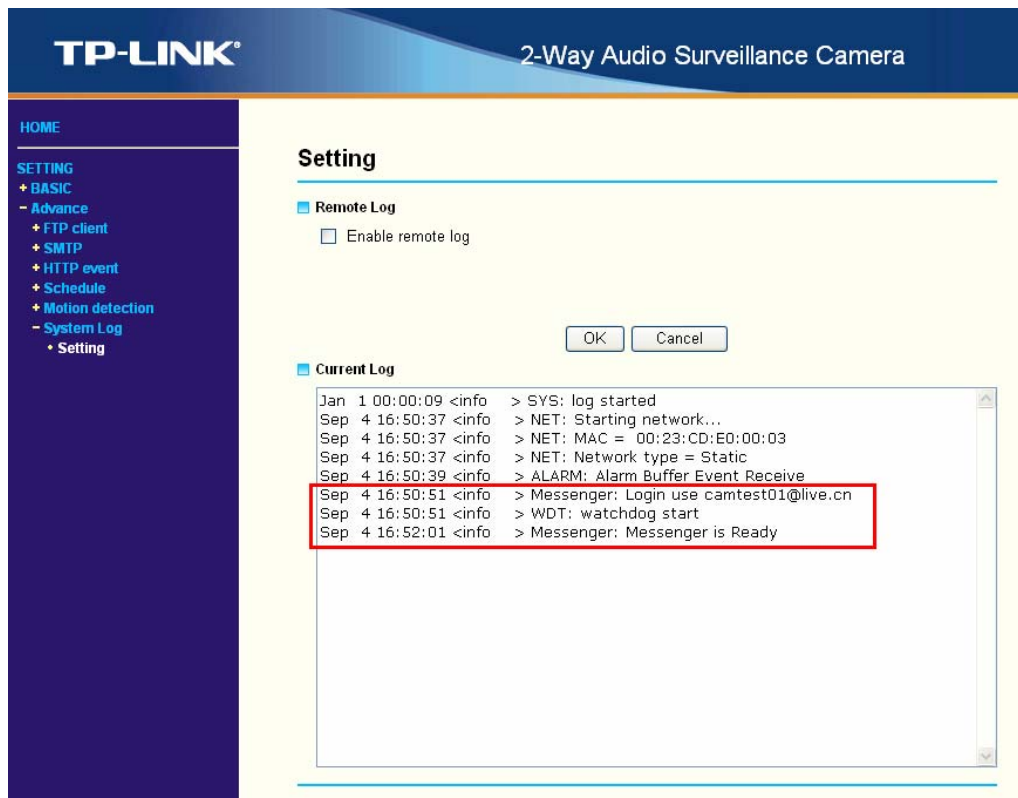 TP-LINK®
2-Way Audio Surveillance Camera
HOME
SETTING
+ BASIC
- Advance
+ FTP client
+ SMTP
+ HTTP event
+ Schedule
+ Motion detection
- System Log
• Setting
Setting
Remote Log
Enable remote log
OK Cancel
Current Log
Jan 1 00:00:09 <info > SYS: log started
Sep 4 16:50:37 <info > NET: Starting network...
Sep 4 16:50:37 <info > NET: MAC = 00:23:CD:E0:00:03
Sep 4 16:50:37 <info > NET: Network type = Static
Sep 4 16:50:39 <info > ALARM: Alarm Buffer Event Receive
Sep 4 16:50:51 <info > Messenger: Login use camtest01@live.cn
Sep 4 16:50:51 <info > WDT: watchdog start
Sep 4 16:52:01 <info > Messenger: Messenger is Ready